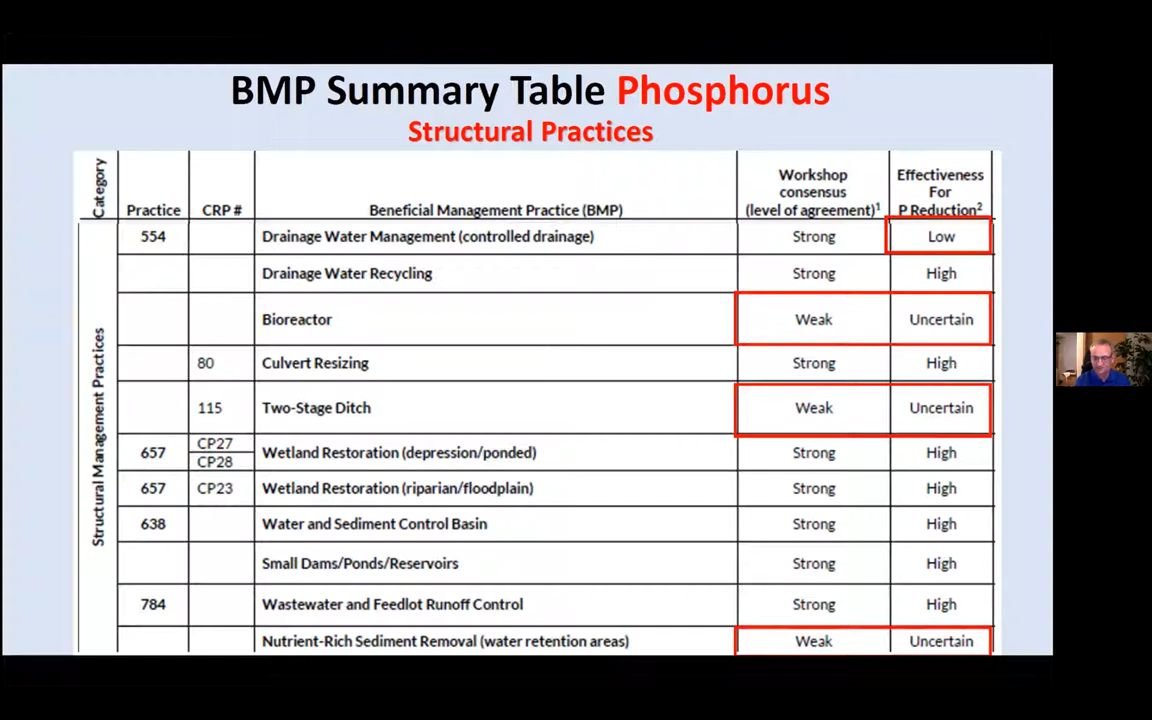 BMP Summary Table Phosphorus
Structural Practices
Category
Practice
CRP #
Beneficial Management Practice (BMP)
Workshop
consensus
(level of agreement)1
Effectiveness
For
P Reduction2
Structural Management Practices
554 Drainage Water Management (controlled drainage) Strong Low
Drainage Water Recycling Strong High
Bioreactor Weak Uncertain
80 Culvert Resizing Strong High
115 Two-Stage Ditch Weak Uncertain
657 CP27 CP28 Wetland Restoration (depression/ponded) Strong High
657 CP23 Wetland Restoration (riparian/floodplain) Strong High
638 Water and Sediment Control Basin Strong High
Small Dams/Ponds/Reservoirs Strong High
784 Wastewater and Feedlot Runoff Control Strong High
Nutrient-Rich Sediment Removal (water retention areas) Weak Uncertain